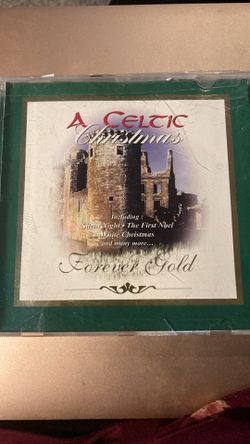 A CELTIC
Christmas
Including :
Silent Night • The First Noel
White Christmas
and many more...
Forever Gold